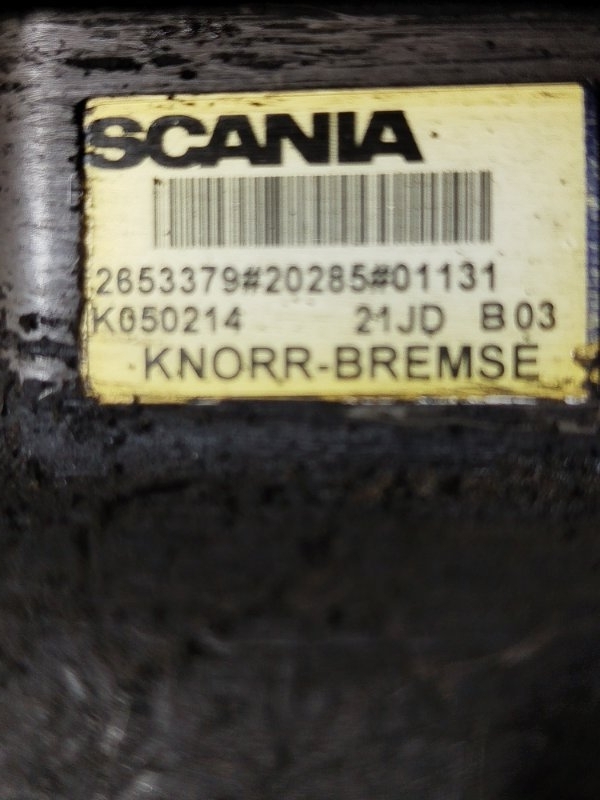 SCANIA
2653379#20285#01131
K050214 21JD B03
KNORR-BREMSE